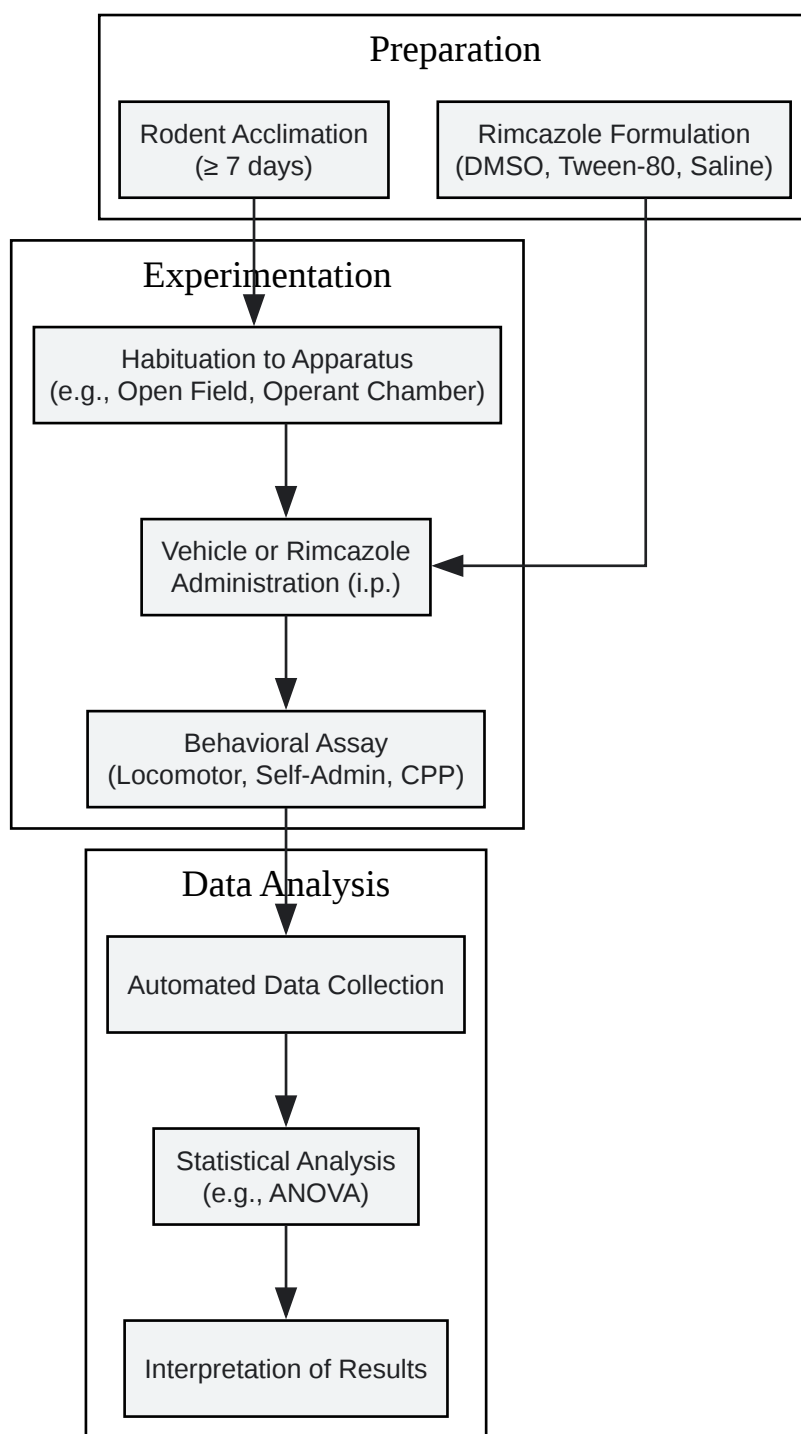 Preparation
Rodent Acclimation
(≥ 7 days)
Rimcazole Formulation
(DMSO, Tween-80, Saline)
Experimentation
Habituation to Apparatus
(e.g., Open Field, Operant Chamber)
Vehicle or Rimcazole
Administration (i.p.)
Behavioral Assay
(Locomotor, Self-Admin, CPP)
Data Analysis
Automated Data Collection
Statistical Analysis
(e.g., ANOVA)
Interpretation of Results